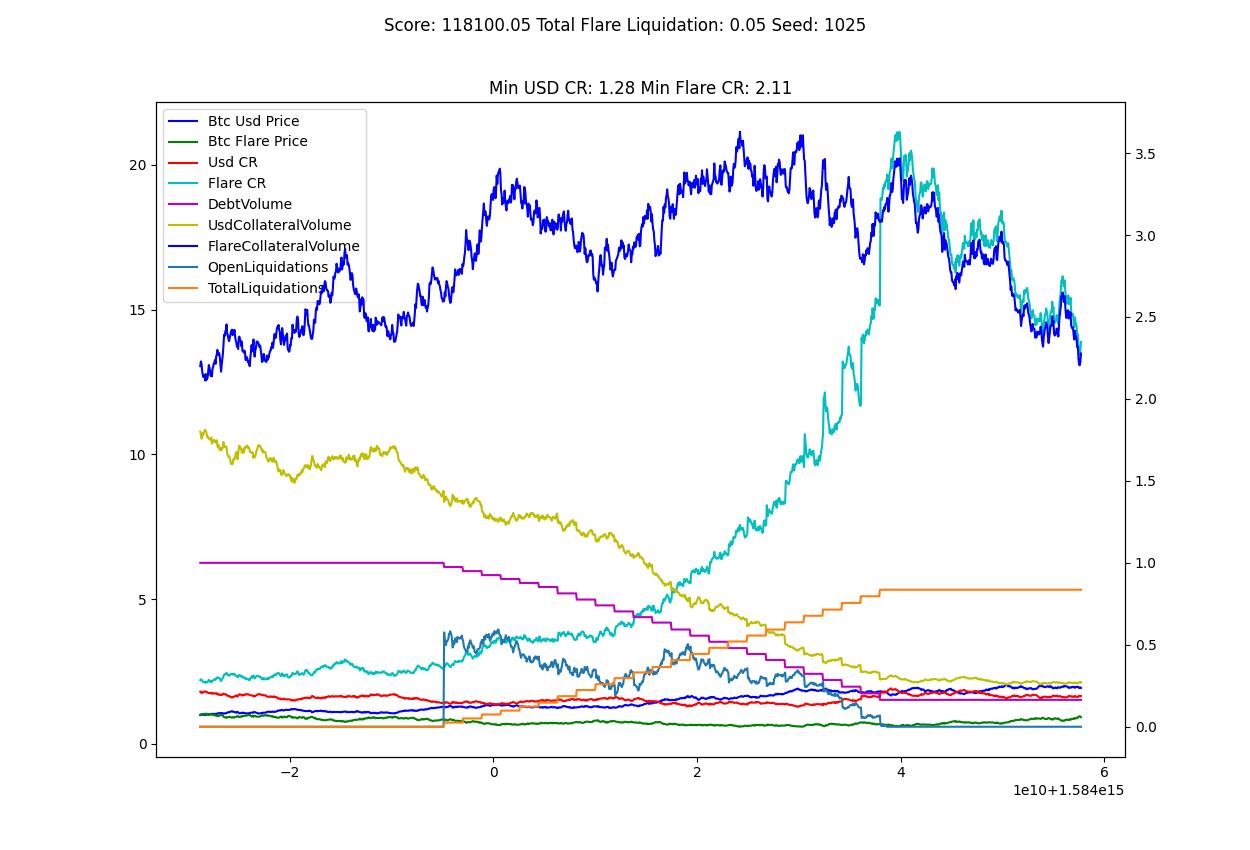 Score: 118100.05 Total Flare Liquidation: 0.05 Seed: 1025
Min USD CR: 1.28 Min Flare CR: 2.11
Btc Usd Price
Btc Flare Price
Usd CR
Flare CR
DebtVolume
UsdCollateralVolume
FlareCollateralVolume
OpenLiquidations
TotalLiquidations
20
15
10
5
0
3.5
3.0
2.5
2.0
1.5
1.0
0.5
0.0
−2
0
2
4
6
1e10+1.584e15